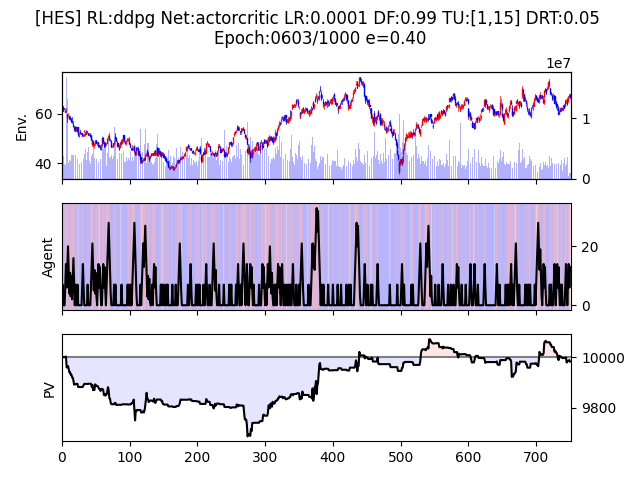 [HES] RL:ddpg Net:actorcritic LR:0.0001 DF:0.99 TU:[1,15] DRT:0.05
Epoch:0603/1000 e=0.40
1e7
Env.
60
40
1
0
Agent
20
0
PV
10000
9800
0 100 200 300 400 500 600 700